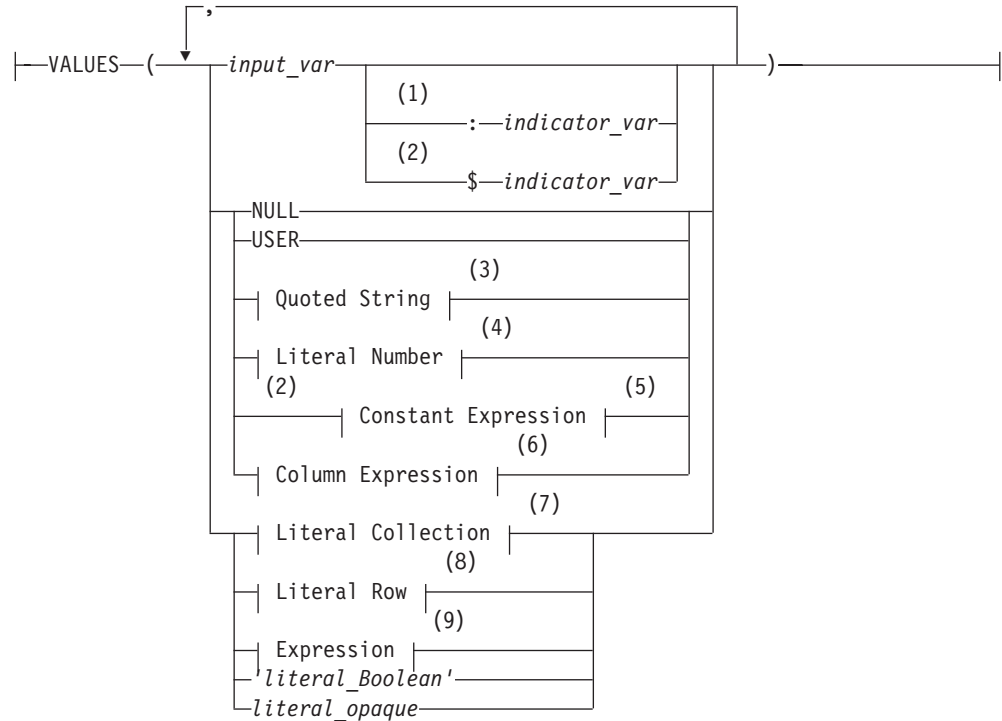 ,
VALUES ( input_var )
(1)
: indicator_var
(2)
$ indicator_var
NULL
USER
(3)
Quoted String
(4)
Literal Number
(2) (5)
Constant Expression
(6)
Column Expression
(7)
Literal Collection
(8)
Literal Row
(9)
Expression
'literal_Boolean'
literal_opaque